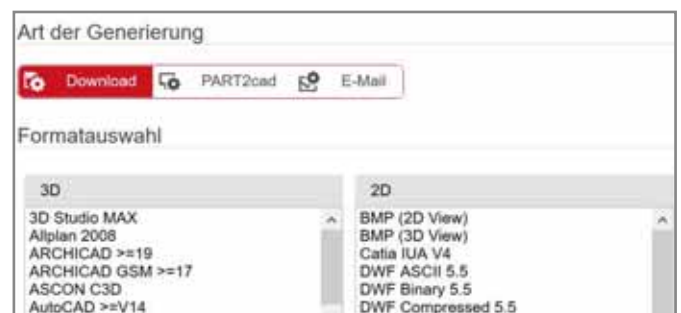 Art der Generierung
Download PART2cad E-Mail
Formatauswahl
3D
3D Studio MAX
Allplan 2008
ARCHICAD >=19
ARCHICAD GSM >=17
ASCON C3D
AutoCAD >=V14
2D
BMP (2D View)
BMP (3D View)
Catia IUA V4
DWF ASCII 5.5
DWF Binary 5.5
DWF Compressed 5.5